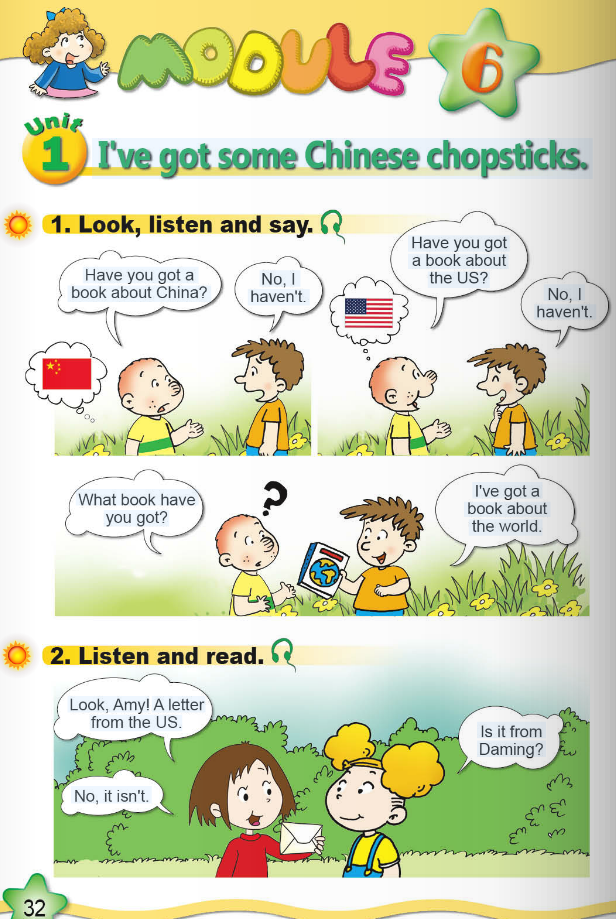 MODULE 6
Unit 1 I've got some Chinese chopsticks.
1. Look, listen and say.
Have you got a
book about China?
No, I
haven't.
Have you got
a book about
the US?
No, I
haven't.
What book have
you got?
?
I've got a
book about
the world.
2. Listen and read.
Look, Amy! A letter
from the US.
Is it from
Daming?
No, it isn't.
32